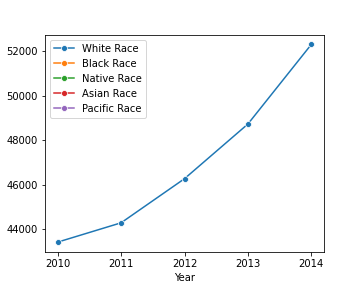 52000
50000
48000
46000
44000
White Race
Black Race
Native Race
Asian Race
Pacific Race
2010 2011 2012 2013 2014
Year